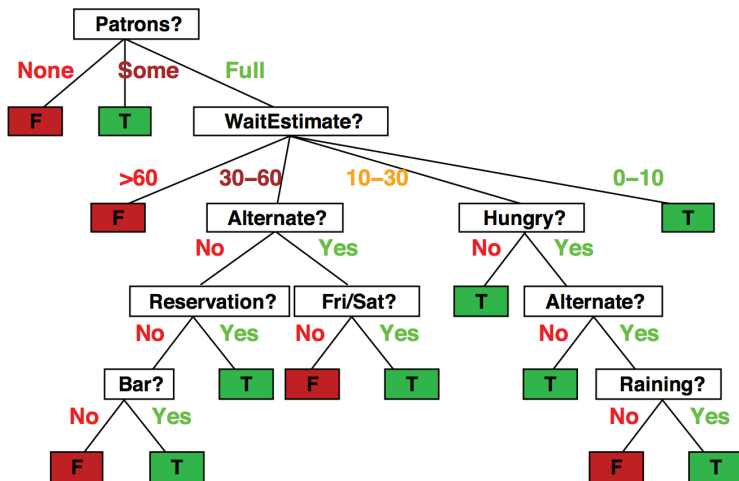 Patrons?
None Some Full
F T WaitEstimate?
>60 30–60 10–30 0–10
F Alternate? Hungry? T
No Yes No Yes
Reservation? Fri/Sat? T Alternate?
No Yes No Yes No Yes
Bar? T F T T Raining?
No Yes No Yes
F T F T